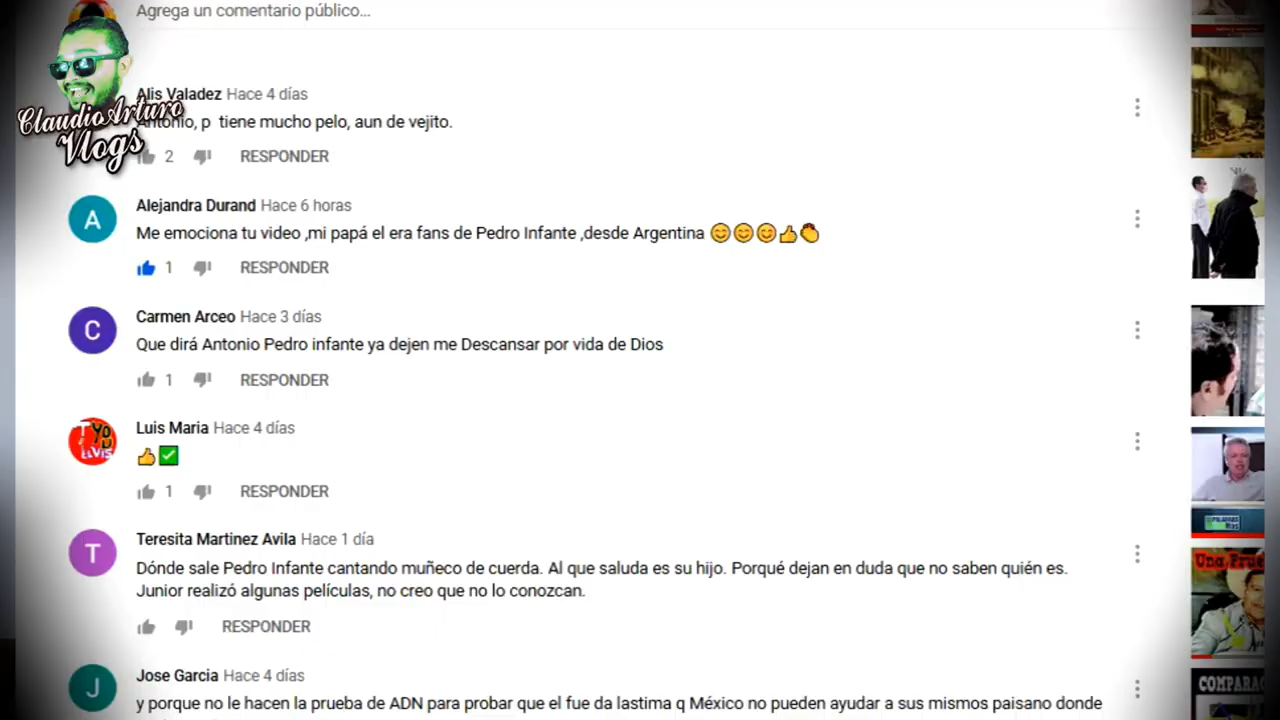 Agrega un comentario público...
ClaudioArturo
Vlogs
Alis Valadez Hace 4 días
Antonio, p tiene mucho pelo, aun de vejito.
2 RESPONDER
A
Alejandra Durand Hace 6 horas
Me emociona tu video ,mi papá el era fans de Pedro Infante ,desde Argentina 😊😊😊👍👏
1 RESPONDER
C
Carmen Arceo Hace 3 días
Que dirá Antonio Pedro infante ya dejen me Descansar por vida de Dios
1 RESPONDER
Luis Maria Hace 4 días
👍✅
1 RESPONDER
T
Teresita Martinez Avila Hace 1 día
Dónde sale Pedro Infante cantando muñeco de cuerda. Al que saluda es su hijo. Porqué dejan en duda que no saben quién es.
Junior realizó algunas películas, no creo que no lo conozcan.
RESPONDER
J
Jose Garcia Hace 4 días
y porque no le hacen la prueba de ADN para probar que el fue da lastima q México no pueden ayudar a sus mismos paisano donde
COMPARAC